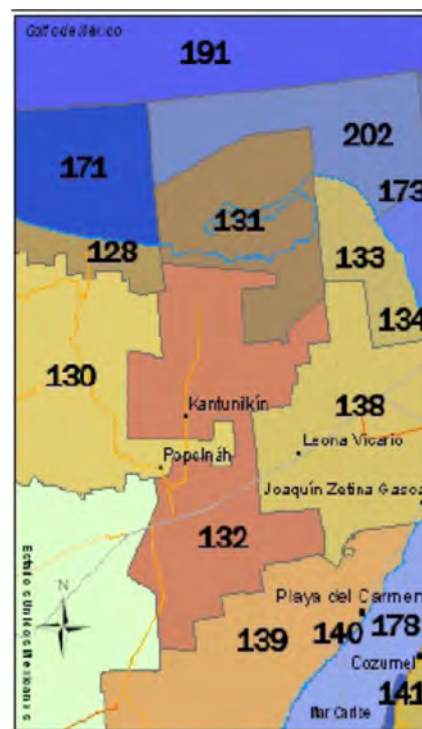 Golfo de México
191
202
171
173
131
128
133
134
130
138
Kantunilkín
Leona Vicario
Popolnáh
Joaquín Zetina Gasca
132
Estados Unidos Mexicanos
N
Playa del Carmen
139
140
178
Cozumel
141
Mar Caribe